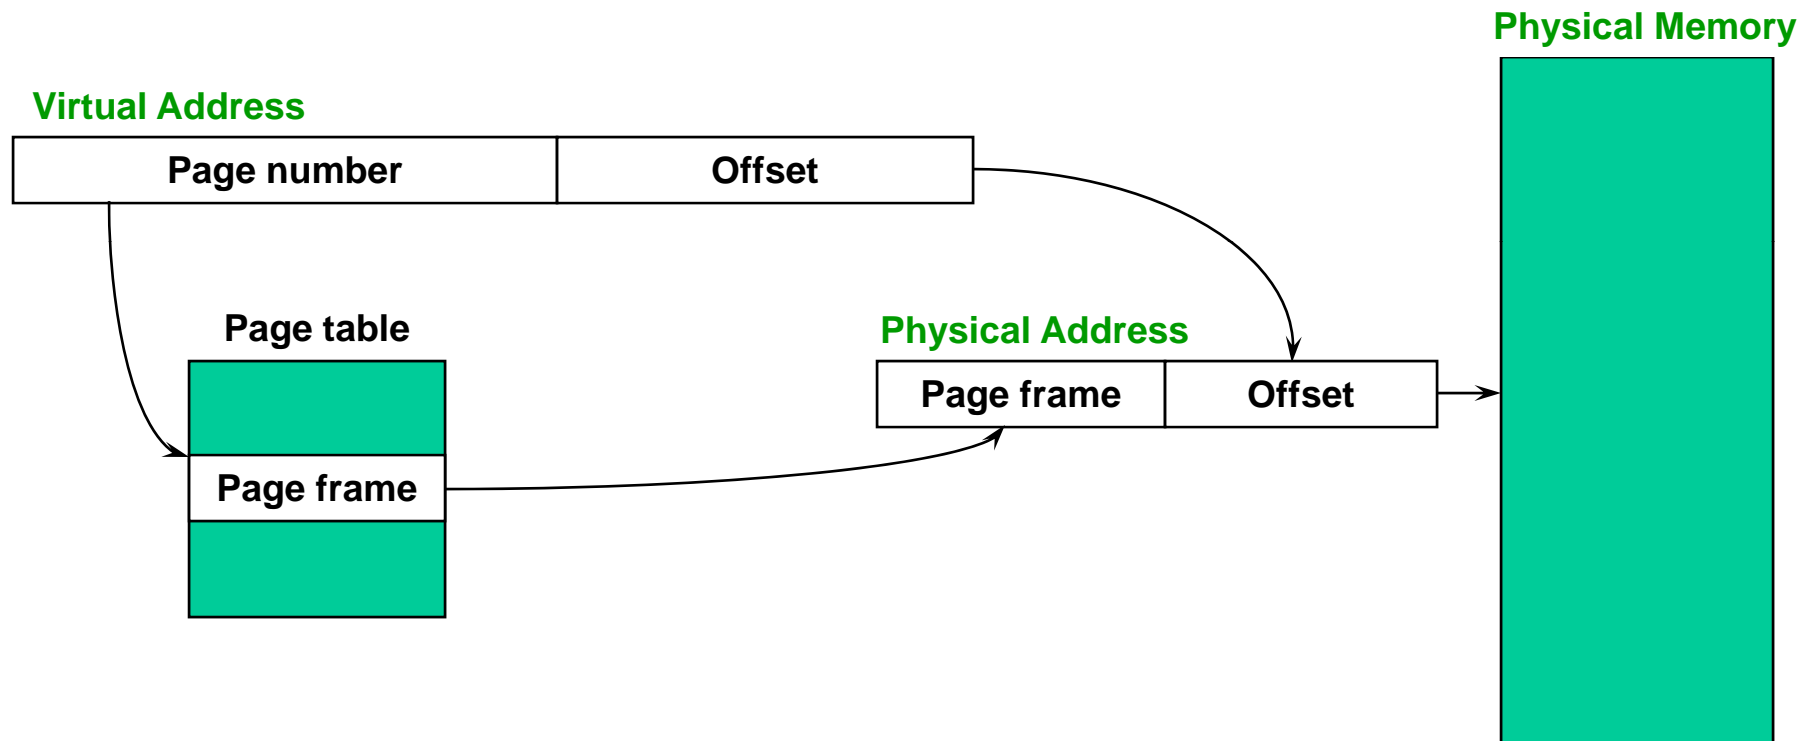 Physical Memory
Virtual Address
Page number Offset
Page table
Physical Address
Page frame Offset
Page frame